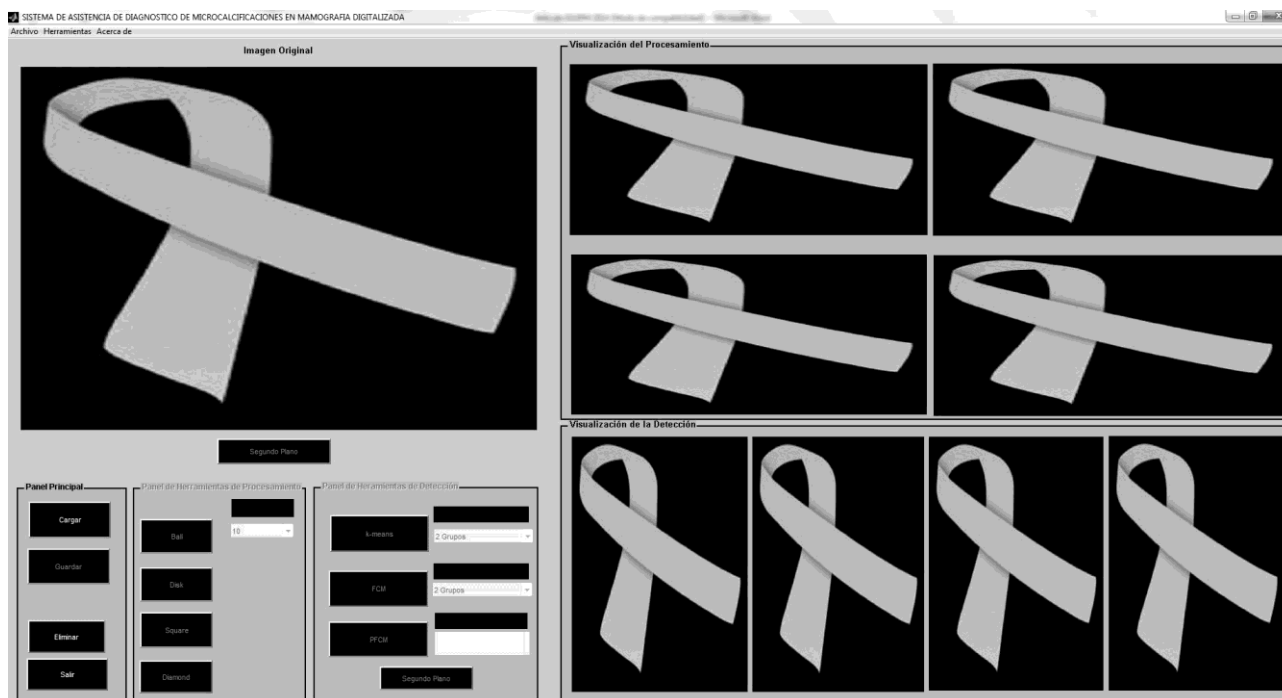 SISTEMA DE ASISTENCIA DE DIAGNOSTICO DE MICROCALCIFICACIONES EN MAMOGRAFIA DIGITALIZADA
Archivo Herramientas Acerca de
Imagen Original
Visualización del Procesamiento
Visualización de la Detección
Segundo Plano
Panel Principal
Cargar
Guardar
Eliminar
Salir
Panel de Herramientas de Procesamiento
10
Ball
Disk
Square
Diamond
Panel de Heramientas de Detección
k-means
2 Grupos
FCM
2 Grupos
PFCM
Segundo Plano